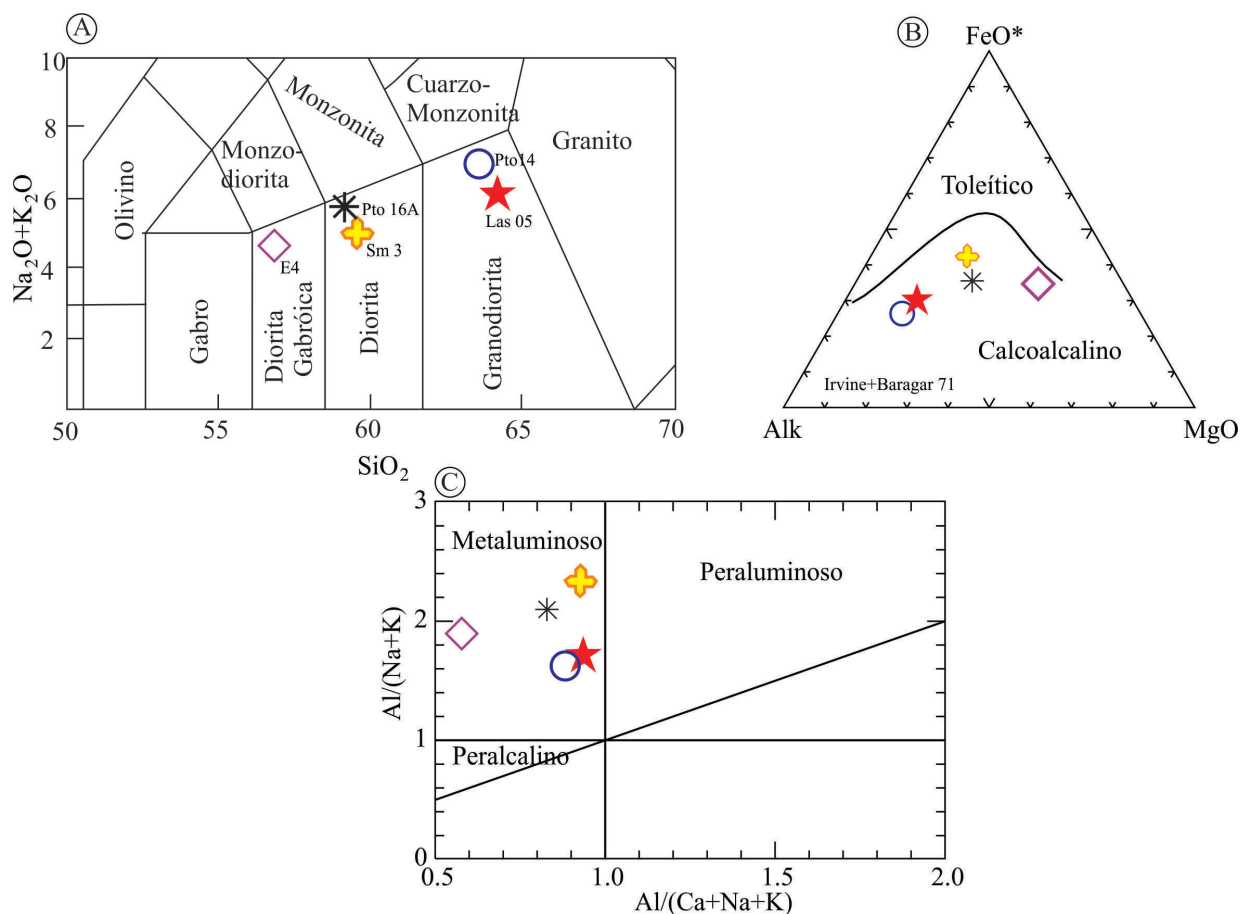 A
Na2O+K2O
10
8
6
4
2
0
50
55
60
65
70
SiO2
Olivino
Gabro
Monzo-
diorita
Diorita
Gabróica
Monzonita
Diorita
Cuarzo-
Monzonita
Granodiorita
Granito
E4
Pto 16A
Sm 3
Pto14
Las 05
B
FeO*
Toleítico
Calcoalcalino
Irvine+Baragar 71
Alk
MgO
C
Al/(Na+K)
3
2
1
0
0.5
1.0
1.5
2.0
Al/(Ca+Na+K)
Metaluminoso
Peraluminoso
Peralcalino